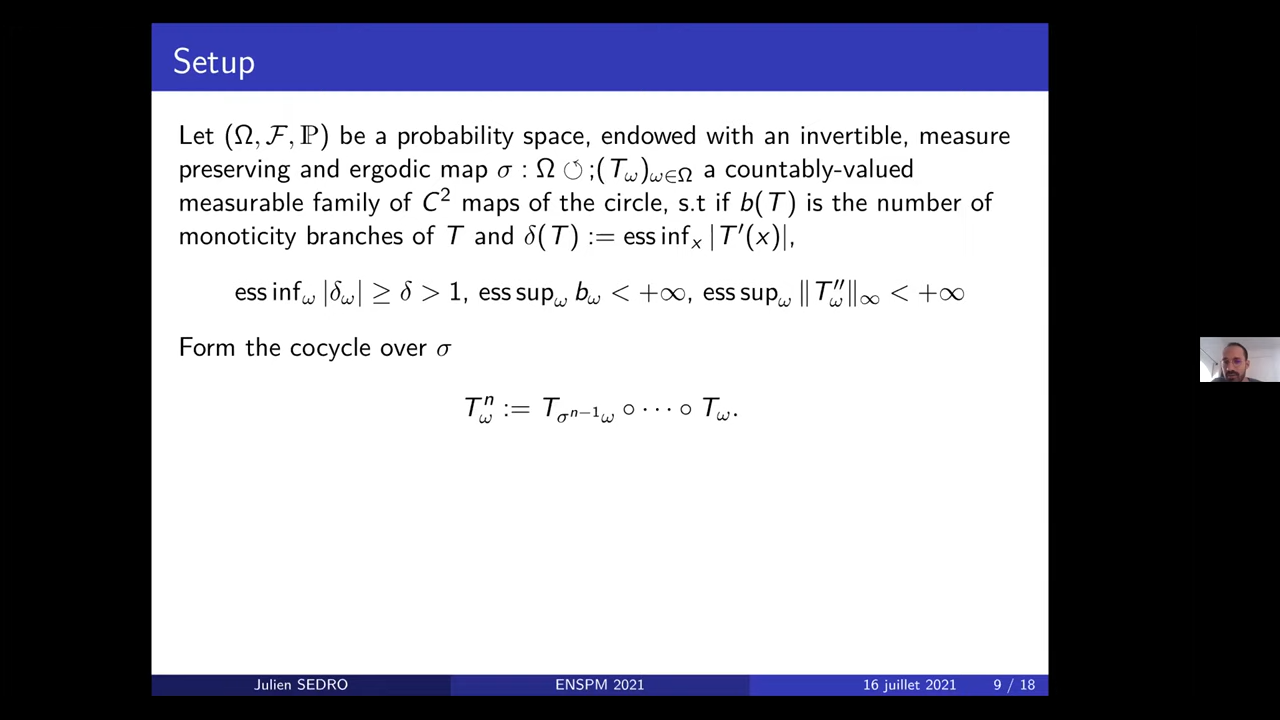 Setup
Let (Ω, ℱ, ℙ) be a probability space, endowed with an invertible, measure
preserving and ergodic map σ : Ω ↺ ;(T_ω)_{ω∈Ω} a countably-valued
measurable family of C² maps of the circle, s.t if b(T) is the number of
monoticity branches of T and δ(T) := ess inf_x |T′(x)|,
ess inf_ω |δ_ω| ≥ δ > 1, ess sup_ω b_ω < +∞, ess sup_ω ‖T″_ω‖_∞ < +∞
Form the cocycle over σ
T^n_ω := T_{σ^{n−1}ω} ∘ ⋯ ∘ T_ω.
Julien SEDRO ENSPM 2021 16 juillet 2021 9 / 18